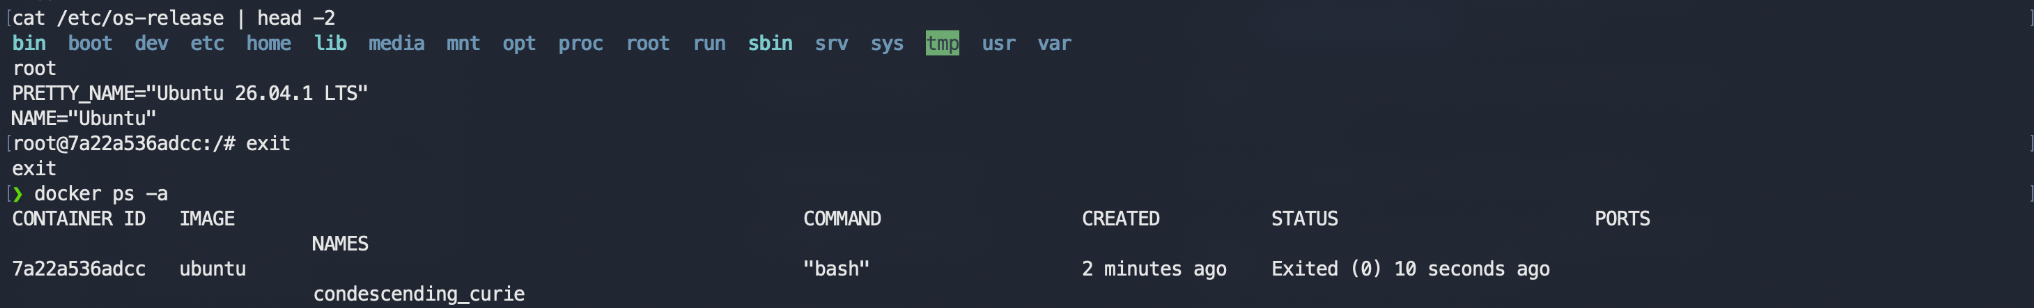 cat /etc/os-release | head -2
bin boot dev etc home lib media mnt opt proc root run sbin srv sys tmp usr var
root
PRETTY_NAME="Ubuntu 26.04.1 LTS"
NAME="Ubuntu"
[root@7a22a536adcc:/# exit
exit
[❯ docker ps -a
CONTAINER ID IMAGE COMMAND CREATED STATUS PORTS
NAMES
7a22a536adcc ubuntu "bash" 2 minutes ago Exited (0) 10 seconds ago
condescending_curie